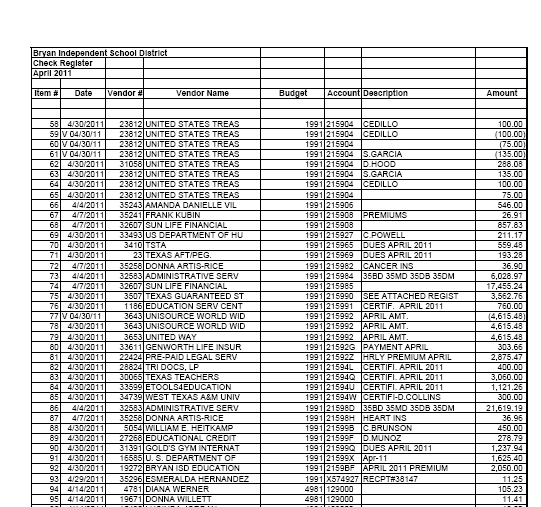 Bryan Independent School District
Check Register
April 2011
Item # Date Vendor # Vendor Name Budget Account Description Amount
58 4/30/2011 23812 UNITED STATES TREAS 1991 215904 CEDILLO 100.00
59 V 04/30/11 23812 UNITED STATES TREAS 1991 215904 CEDILLO (100.00)
60 V 04/30/11 23812 UNITED STATES TREAS 1991 215904 (75.00)
61 V 04/30/11 23812 UNITED STATES TREAS 1991 215904 S.GARCIA (135.00)
62 4/30/2011 31058 UNITED STATES TREAS 1991 215904 D.HOOD 288.08
63 4/30/2011 23812 UNITED STATES TREAS 1991 215904 S.GARCIA 135.00
64 4/30/2011 23812 UNITED STATES TREAS 1991 215904 CEDILLO 100.00
65 4/30/2011 23812 UNITED STATES TREAS 1991 215904 75.00
66 4/4/2011 35243 AMANDA DANIELLE VIL 1991 215906 546.00
67 4/7/2011 35241 FRANK KUBIN 1991 215908 PREMIUMS 26.91
68 4/7/2011 32607 SUN LIFE FINANCIAL 1991 215908 857.83
69 4/30/2011 33493 US DEPARTMENT OF HU 1991 215927 C.POWELL 211.17
70 4/30/2011 3410 TSTA 1991 215965 DUES APRIL 2011 559.48
71 4/30/2011 23 TEXAS AFT/PEG. 1991 215969 DUES APRIL 2011 193.28
72 4/7/2011 35258 DONNA ARTIS-RICE 1991 215982 CANCER INS 36.90
73 4/4/2011 32583 ADMINISTRATIVE SERV 1991 215984 35BD 35MD 35DB 35DM 6,028.97
74 4/7/2011 32607 SUN LIFE FINANCIAL 1991 215985 17,455.24
75 4/30/2011 3507 TEXAS GUARANTEED ST 1991 215990 SEE ATTACHED REGIST 3,562.76
76 4/30/2011 1186 EDUCATION SERV CENT 1991 215991 CERTIF. APRIL 2011 760.00
77 V 04/30/11 3643 UNISOURCE WORLD WID 1991 215992 APRIL AMT. (4,615.48)
78 4/30/2011 3643 UNISOURCE WORLD WID 1991 215992 APRIL AMT. 4,615.48
79 4/30/2011 3653 UNITED WAY 1991 215992 APRIL AMT. 4,615.48
80 4/30/2011 33611 GENWORTH LIFE INSUR 1991 21592G PAYMENT APRIL 303.66
81 4/30/2011 22424 PRE-PAID LEGAL SERV 1991 21592Z HRLY PREMIUM APRIL 2,875.47
82 4/30/2011 28824 TRI DOCS, LP 1991 21594L CERTIFI. APRIL 2011 400.00
83 4/30/2011 30065 TEXAS TEACHERS 1991 21594Q CERTIFI. APRIL 2011 3,060.00
84 4/30/2011 33599 ETCOOLS4EDUCATION 1991 21594U CERTIFI. APRIL 2011 1,121.26
85 4/30/2011 34739 WEST TEXAS A&M UNIV 1991 21594W CERTIFI-D.COLLINS 300.00
86 4/4/2011 32583 ADMINISTRATIVE SERV 1991 21598D 35BD 35MD 35DB 35DM 21,619.19
87 4/7/2011 35258 DONNA ARTIS-RICE 1991 21598H HEART INS 36.96
88 4/30/2011 5054 WILLIAM E. HEITKAMP 1991 21599B C.BRUNSON 450.00
89 4/30/2011 27268 EDUCATIONAL CREDIT 1991 21599F D.MUNOZ 278.79
90 4/30/2011 31391 GOLD'S GYM INTERNAT 1991 21599Q DUES APRIL 2011 1,237.94
91 4/30/2011 16585 U. S. DEPARTMENT OF 1991 21599X Apr-11 1,625.40
92 4/30/2011 19272 BRYAN ISD EDUCATION 1991 2159BF APRIL 2011 PREMIUM 2,050.00
93 4/29/2011 35296 ESMERALDA HERNANDEZ 1991 X574927 RECPT#38147 11.25
94 4/14/2011 4781 DIANA WERNER 4981 129000 105.23
95 4/14/2011 19671 DONNA WILLETT 4981 129000 11.41